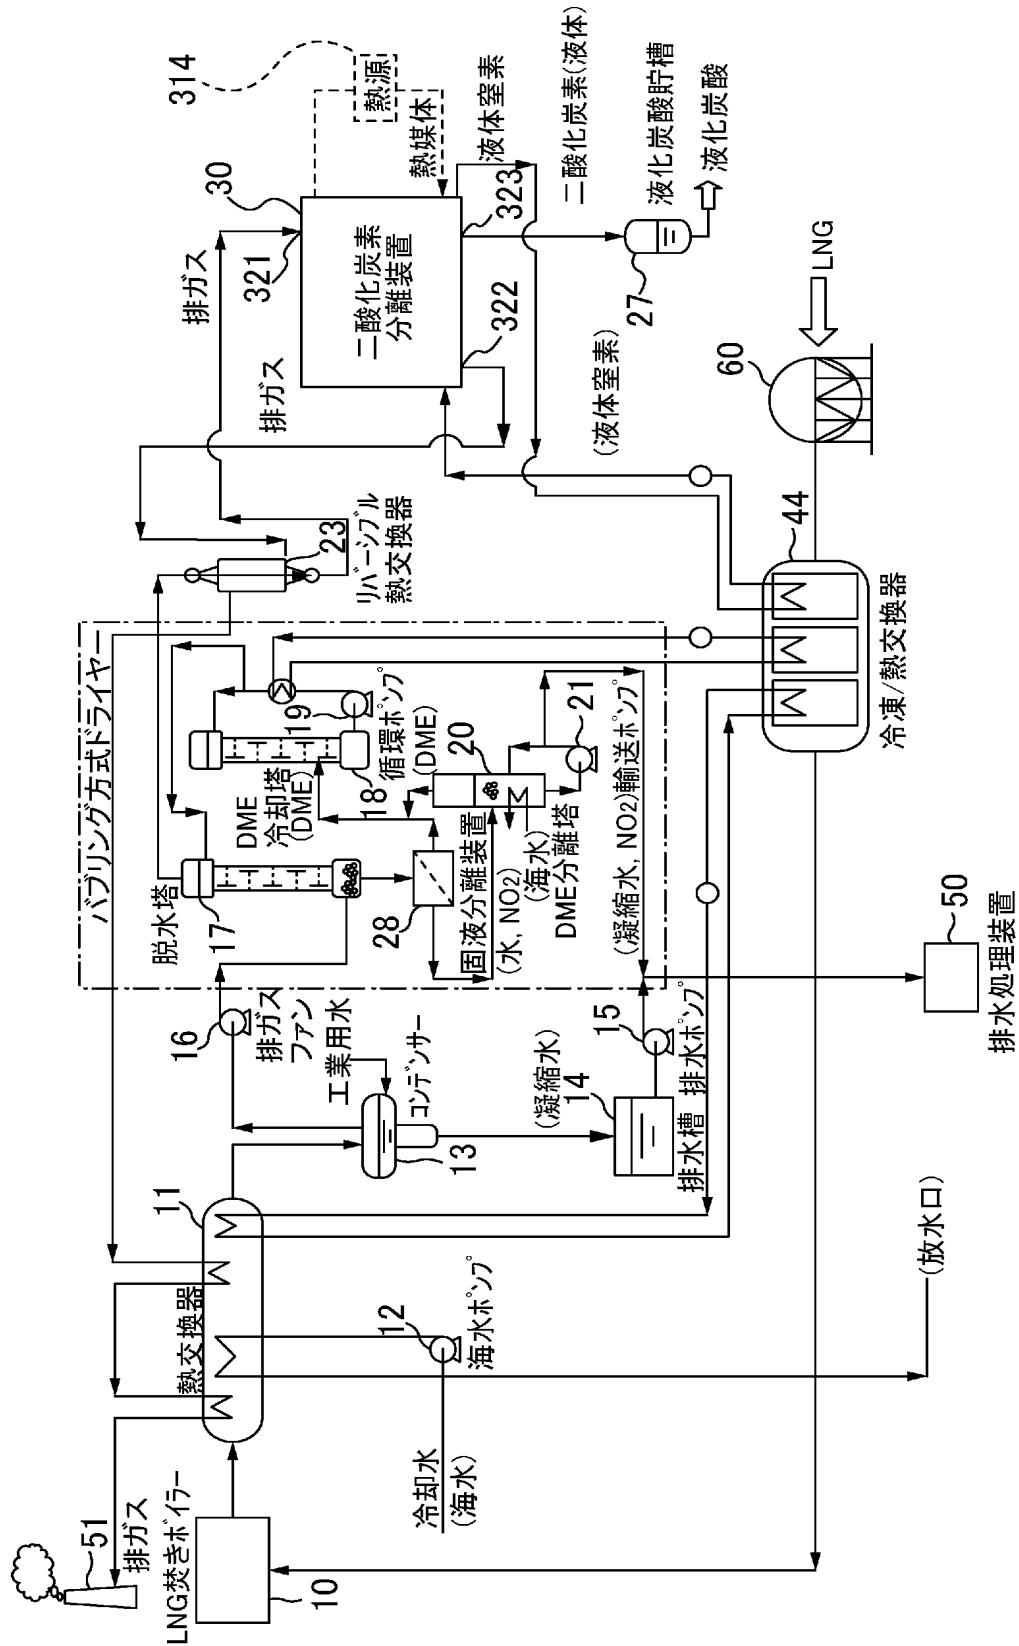 51
排ガス
LNG焚きボイラー
10
熱交換器
11
冷却水
(海水)
12
海水ポンプ
(放水口)
工業用水
コンデンサー
13
(凝縮水)
14
排水槽
15
排水ポンプ
16
排ガス
ファン
50
排水処理装置
バブリング方式ドライヤー
脱水塔
17
DME
冷却塔
(DME)
18
19
循環ポンプ
(DME)
28
固液分離装置
(水, NO2)
20
(海水)
DME分離塔
21
(凝縮水, NO2)輸送ポンプ
23
リバーシブル
熱交換器
排ガス
排ガス
321
30
二酸化炭素
分離装置
322
323
314
熱源
熱媒体
液体窒素
二酸化炭素(液体)
(液体窒素)
27
液化炭酸貯槽
液化炭酸
44
冷凍/熱交換器
60
LNG